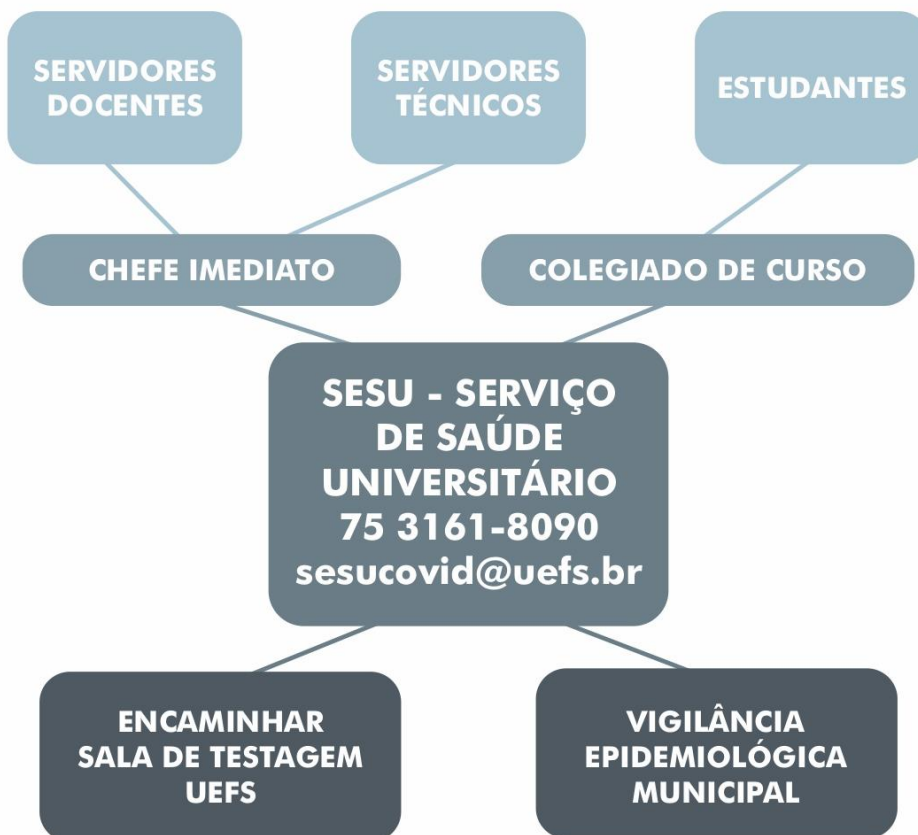 SERVIDORES
DOCENTES
SERVIDORES
TÉCNICOS
ESTUDANTES
CHEFE IMEDIATO
COLEGIADO DE CURSO
SESU - SERVIÇO
DE SAÚDE
UNIVERSITÁRIO
75 3161-8090
sesucovid@uefs.br
ENCAMINHAR
SALA DE TESTAGEM
UEFS
VIGILÂNCIA
EPIDEMIOLÓGICA
MUNICIPAL